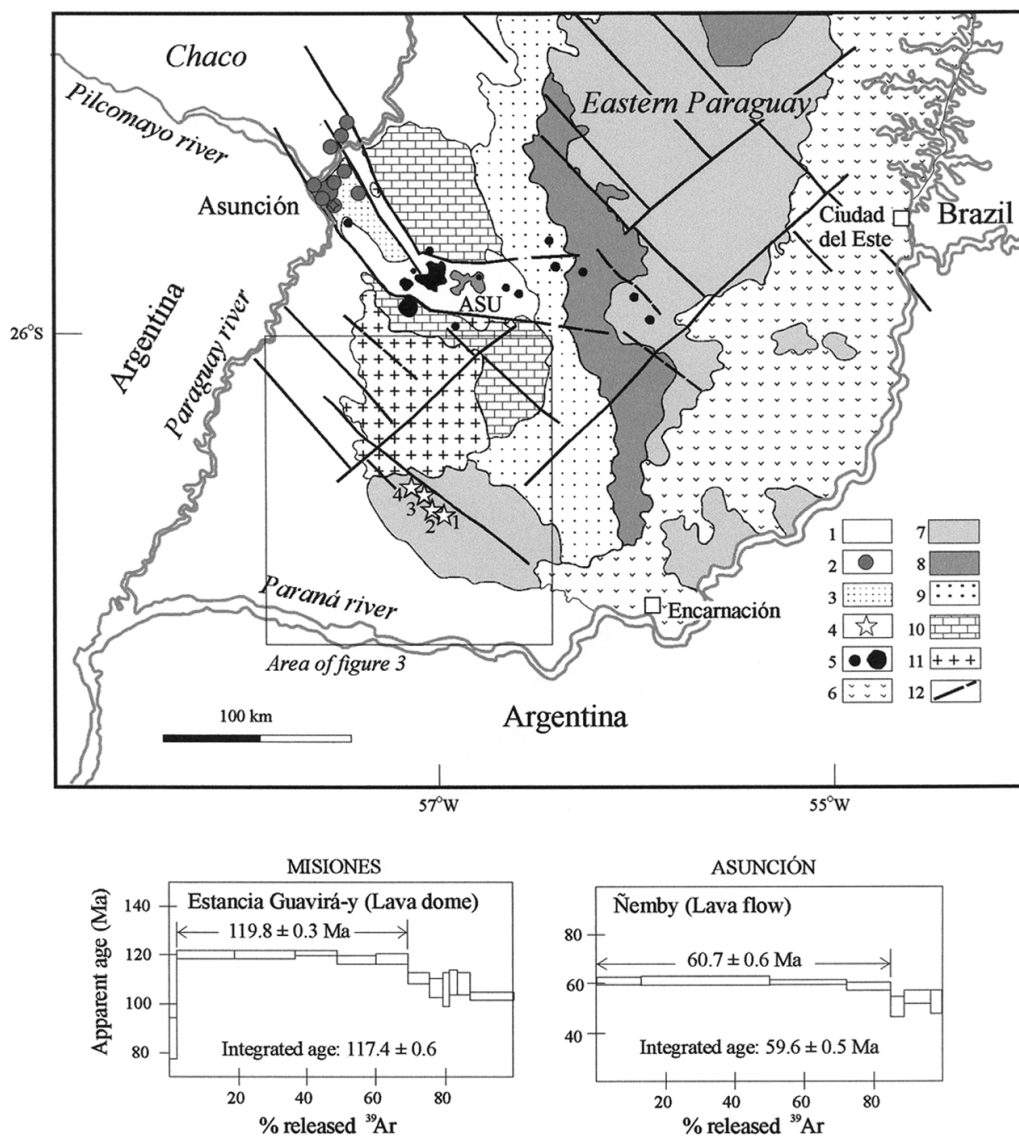 Chaco
Pilcomayo river
Eastern Paraguay
Asunción
Ciudad
del Este
Brazil
Argentina
Paraguay river
ASU
26°S
4
3
2
1
Paraná river
Encarnación
Area of figure 3
Argentina
100 km
1
2
3
4
5
6
7
8
9
10
11
12
57°W
55°W
MISIONES
Estancia Guavirá-y (Lava dome)
119.8 ± 0.3 Ma
Integrated age: 117.4 ± 0.6
Apparent age (Ma)
140
120
100
80
20
40
60
80
% released ³⁹Ar
ASUNCIÓN
Ñemby (Lava flow)
60.7 ± 0.6 Ma
Integrated age: 59.6 ± 0.5 Ma
80
60
40
20
40
60
80
% released ³⁹Ar